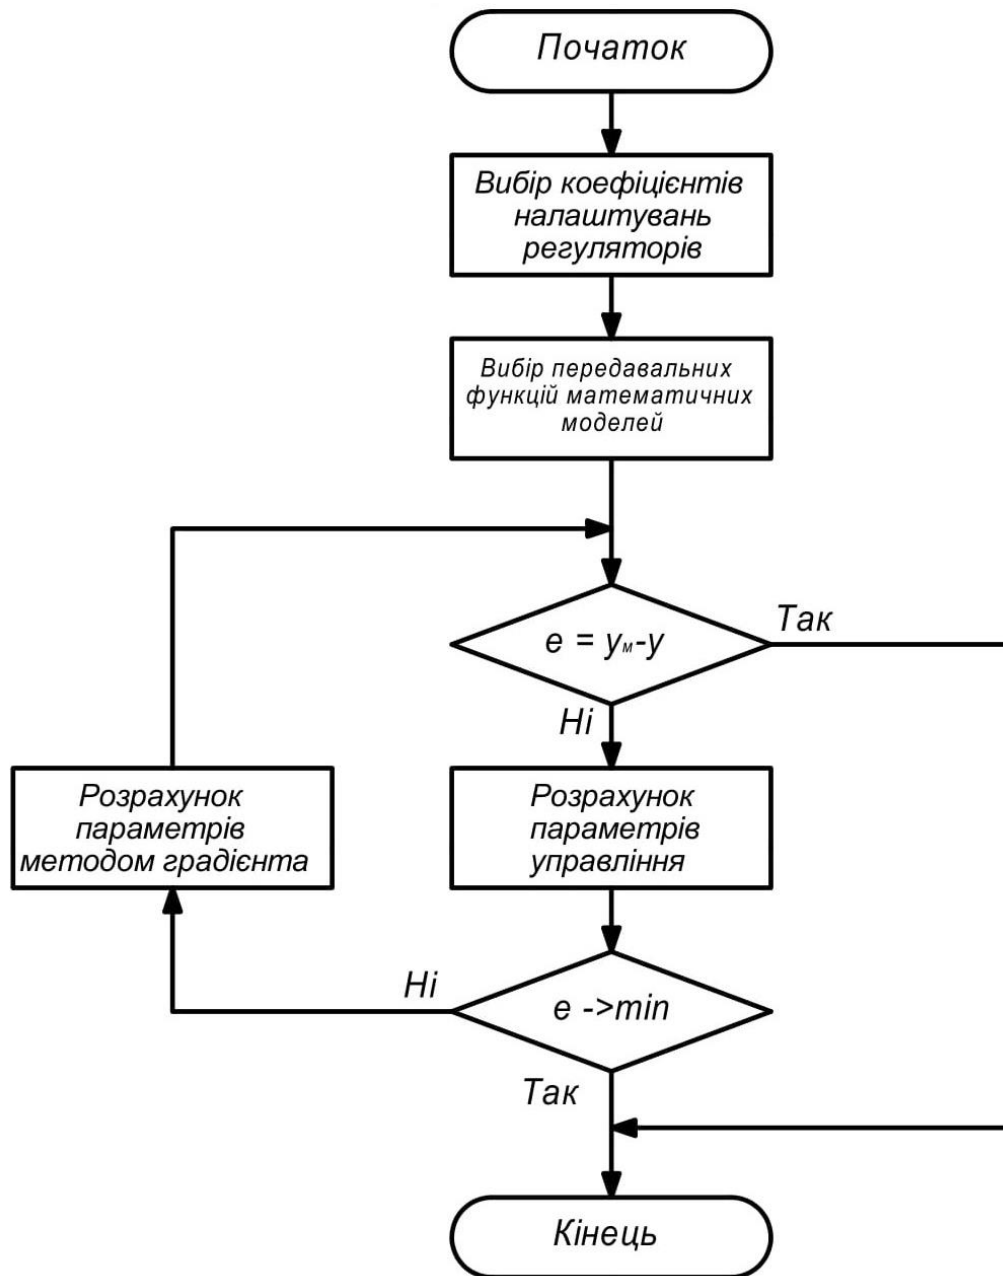 Початок
Вибір коефіцієнтів
налаштувань
регуляторів
Вибір передавальних
функцій математичних
моделей
e = yм-y
Так
Ні
Розрахунок
параметрів
методом градієнта
Розрахунок
параметрів
управління
Ні
e ->min
Так
Кінець